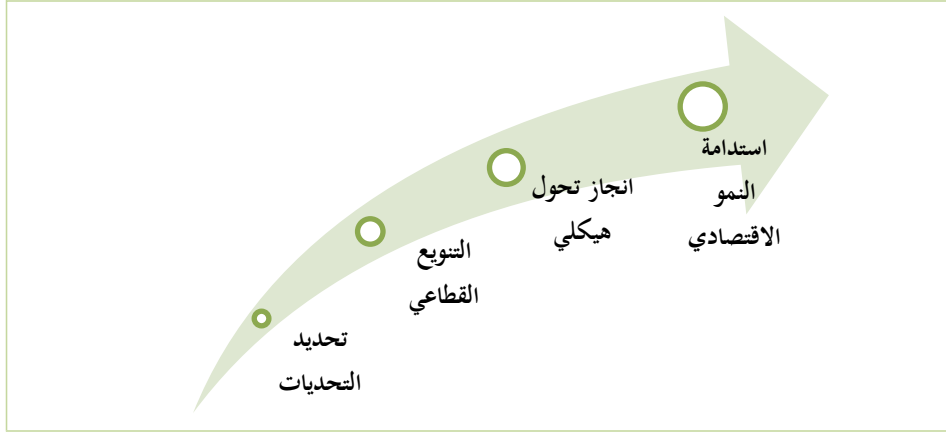 تحديد
التحديات
التنويع
القطاعي
انجاز تحول
هيكلي
استدامة
النمو
الاقتصادي